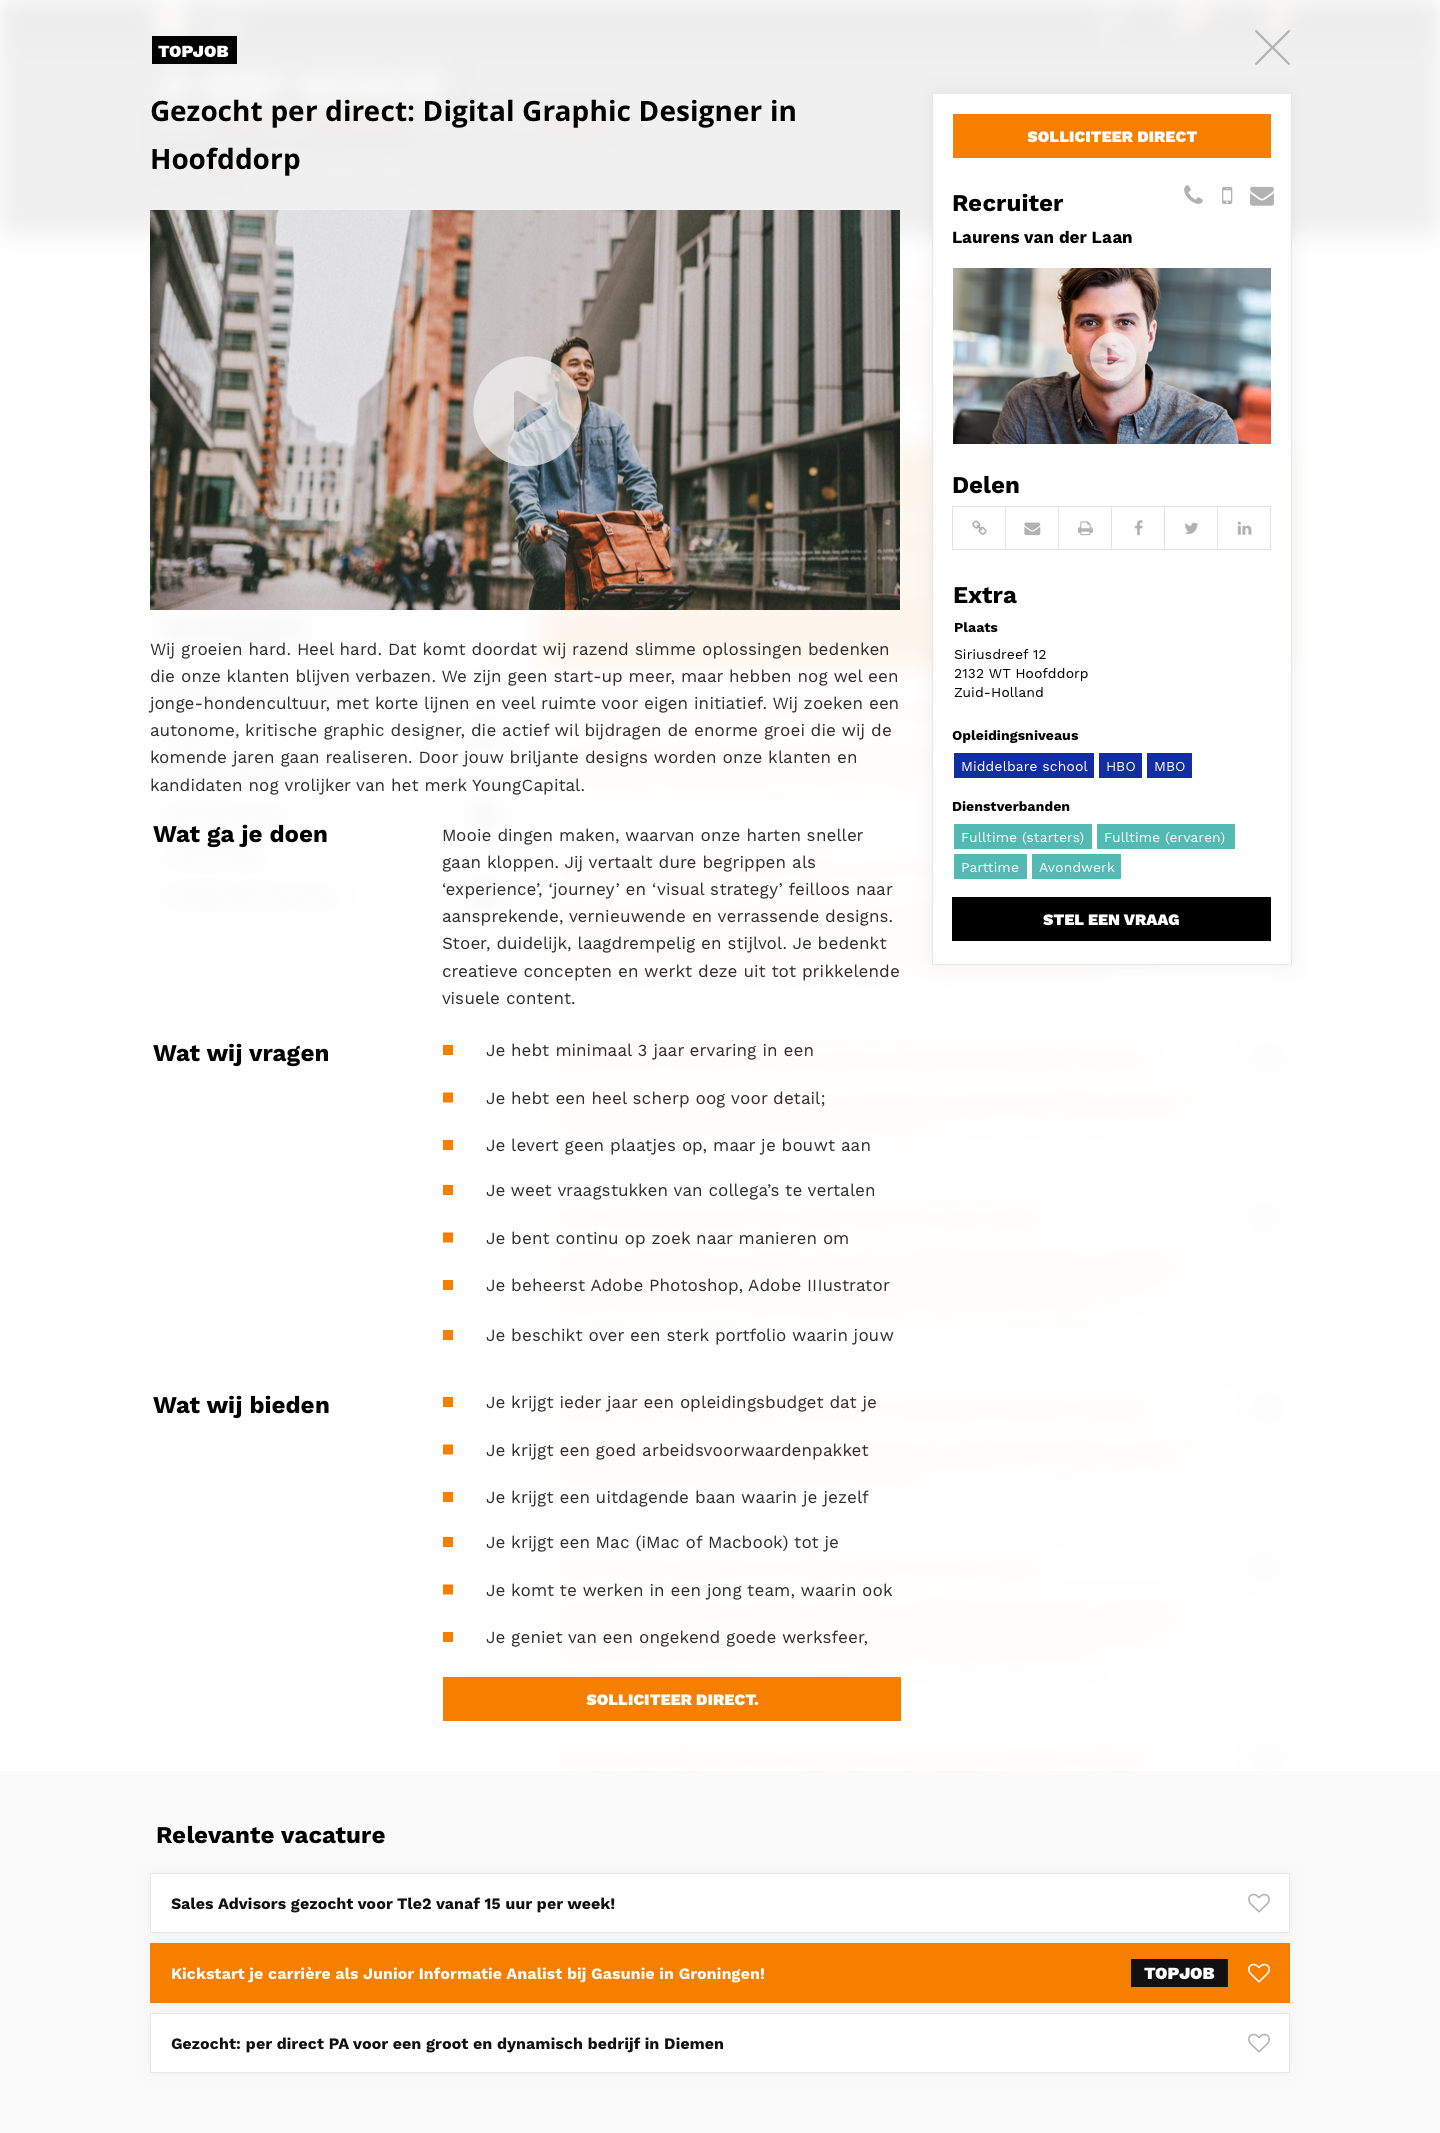 TOPJOB
Gezocht per direct: Digital Graphic Designer in
Hoofddorp
Wij groeien hard. Heel hard. Dat komt doordat wij razend slimme oplossingen bedenken
die onze klanten blijven verbazen. We zijn geen start-up meer, maar hebben nog wel een
jonge-hondencultuur, met korte lijnen en veel ruimte voor eigen initiatief. Wij zoeken een
autonome, kritische graphic designer, die actief wil bijdragen de enorme groei die wij de
komende jaren gaan realiseren. Door jouw briljante designs worden onze klanten en
kandidaten nog vrolijker van het merk YoungCapital.
Wat ga je doen
Mooie dingen maken, waarvan onze harten sneller
gaan kloppen. Jij vertaalt dure begrippen als
‘experience’, ‘journey’ en ‘visual strategy’ feilloos naar
aansprekende, vernieuwende en verrassende designs.
Stoer, duidelijk, laagdrempelig en stijlvol. Je bedenkt
creatieve concepten en werkt deze uit tot prikkelende
visuele content.
Wat wij vragen
Je hebt minimaal 3 jaar ervaring in een
Je hebt een heel scherp oog voor detail;
Je levert geen plaatjes op, maar je bouwt aan
Je weet vraagstukken van collega’s te vertalen
Je bent continu op zoek naar manieren om
Je beheerst Adobe Photoshop, Adobe IIIustrator
Je beschikt over een sterk portfolio waarin jouw
Wat wij bieden
Je krijgt ieder jaar een opleidingsbudget dat je
Je krijgt een goed arbeidsvoorwaardenpakket
Je krijgt een uitdagende baan waarin je jezelf
Je krijgt een Mac (iMac of Macbook) tot je
Je komt te werken in een jong team, waarin ook
Je geniet van een ongekend goede werksfeer,
SOLLICITEER DIRECT.
SOLLICITEER DIRECT
Recruiter
Laurens van der Laan
Delen
Extra
Plaats
Siriusdreef 12
2132 WT Hoofddorp
Zuid-Holland
Opleidingsniveaus
Middelbare school HBO MBO
Dienstverbanden
Fulltime (starters) Fulltime (ervaren)
Parttime Avondwerk
STEL EEN VRAAG
Relevante vacature
Sales Advisors gezocht voor Tle2 vanaf 15 uur per week!
Kickstart je carrière als Junior Informatie Analist bij Gasunie in Groningen! TOPJOB
Gezocht: per direct PA voor een groot en dynamisch bedrijf in Diemen